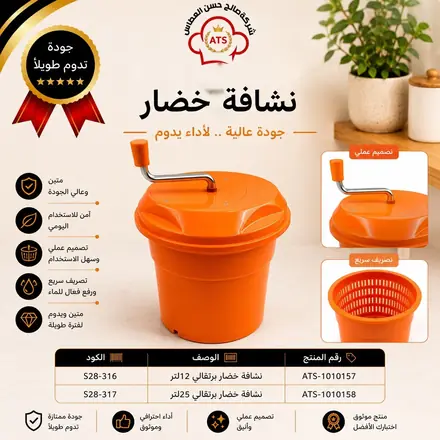 شركة صالح حسن العطاس
ATS
جودة
تدوم طويلاً
نشافة خضار
جودة عالية .. لأداء يدوم
متين
وعالي الجودة
آمن للاستخدام
اليومي
تصميم عملي
وسهل الاستخدام
تصريف سريع
ورفع فعال للماء
متين ويدوم
لفترة طويلة
تصميم عملي
تصريف سريع
رقم المنتج الوصف الكود
ATS-1010157 نشافة خضار برتقالي 12لتر S28-316
ATS-1010158 نشافة خضار برتقالي 25لتر S28-317
منتج موثوق
اختيارك الأفضل
تصميم عملي
وأنيق
أداء احترافي
وموثوق
جودة ممتازة
تدوم طويلاً